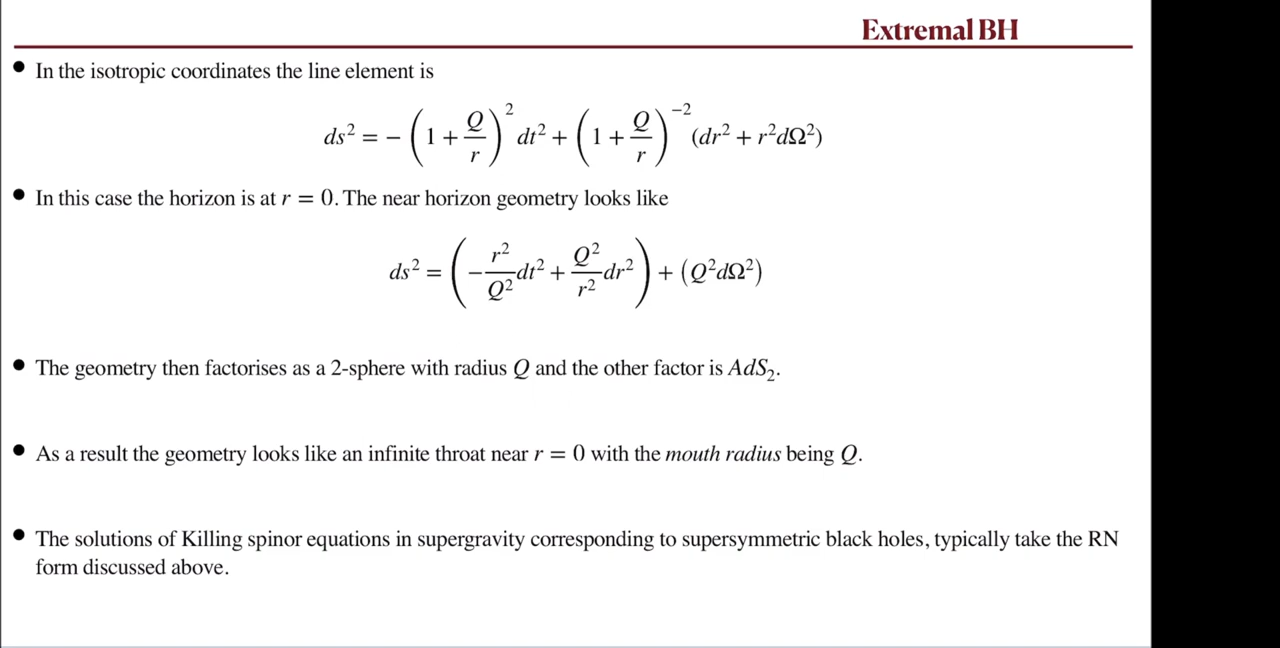 Extremal BH
• In the isotropic coordinates the line element is
ds² = − (1 + Q/r)² dt² + (1 + Q/r)⁻² (dr² + r²dΩ²)
• In this case the horizon is at r = 0. The near horizon geometry looks like
ds² = (−r²/Q² dt² + Q²/r² dr²) + (Q²dΩ²)
• The geometry then factorises as a 2-sphere with radius Q and the other factor is AdS₂.
• As a result the geometry looks like an infinite throat near r = 0 with the mouth radius being Q.
• The solutions of Killing spinor equations in supergravity corresponding to supersymmetric black holes, typically take the RN
form discussed above.